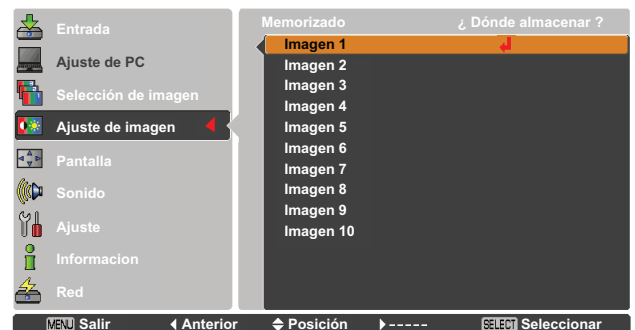 Entrada
Ajuste de PC
Selección de imagen
Ajuste de imagen
Pantalla
Sonido
Ajuste
Informacion
Red
Memorizado ¿ Dónde almacenar ?
Imagen 1
Imagen 2
Imagen 3
Imagen 4
Imagen 5
Imagen 6
Imagen 7
Imagen 8
Imagen 9
Imagen 10
MENU Salir Anterior Posición ----- SELECT Seleccionar